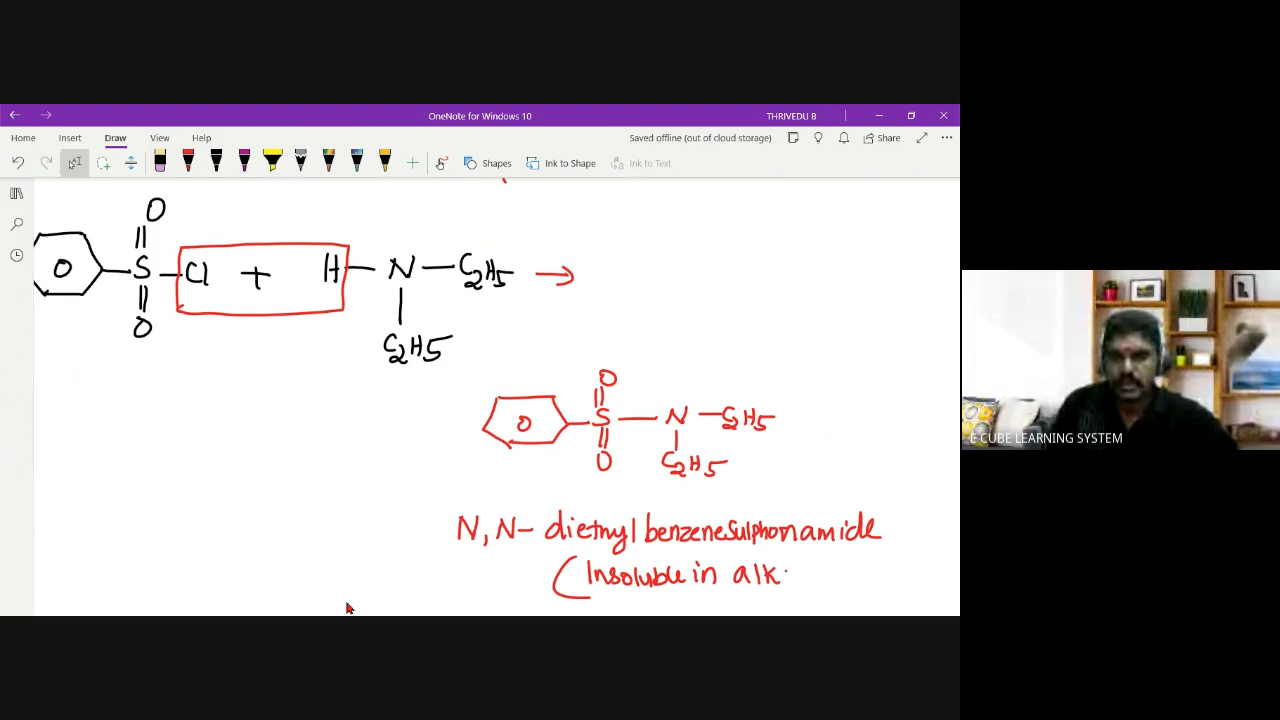 OneNote for Windows 10
THRIVEDU B
Home Insert Draw View Help
Saved offline (out of cloud storage)
Share
Shapes
Ink to Shape
Ink to Text
O
S Cl + H N C2H5 →
O
O
C2H5
O
S N C2H5
O
O
C2H5
N, N- diethyl benzenesulphonamide
(Insoluble in alk.
E CUBE LEARNING SYSTEM